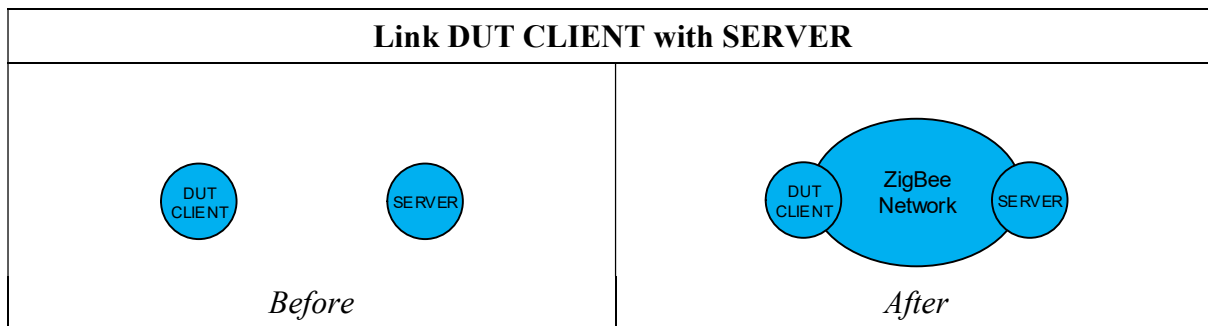 Link DUT CLIENT with SERVER
DUT
CLIENT
SERVER
Before
DUT
CLIENT
ZigBee
Network
SERVER
After